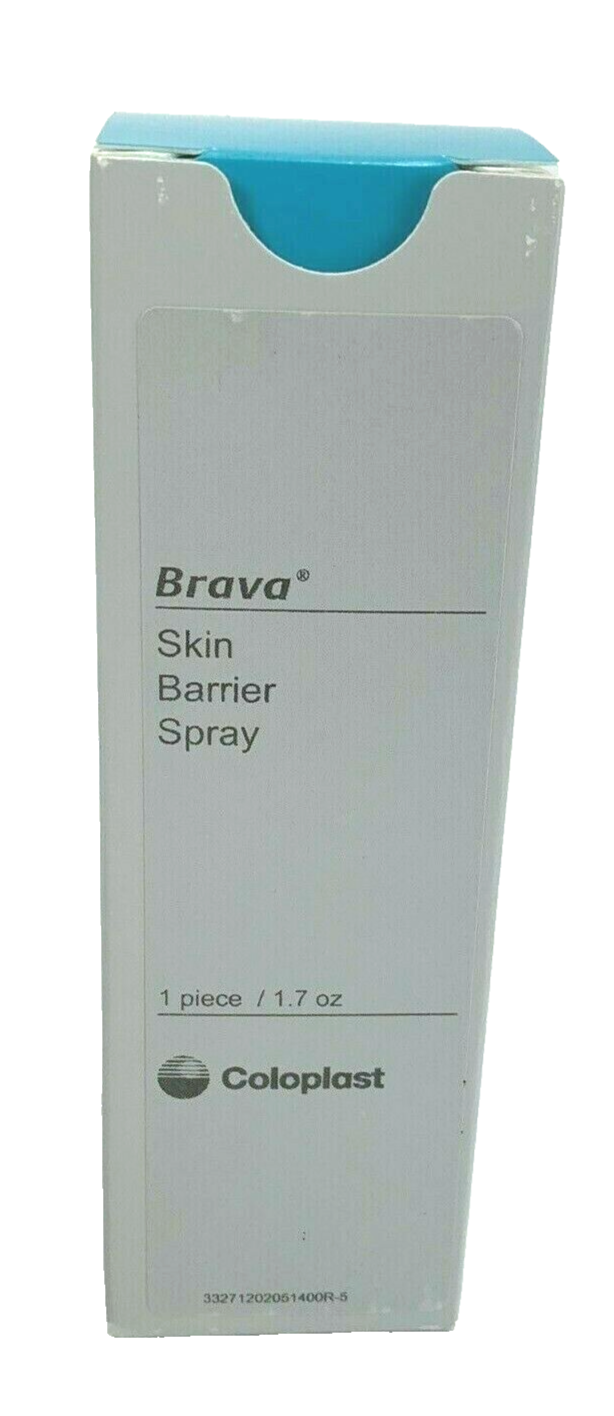 Brava®
Skin
Barrier
Spray
1 piece / 1.7 oz
Coloplast
33271202051400R-5